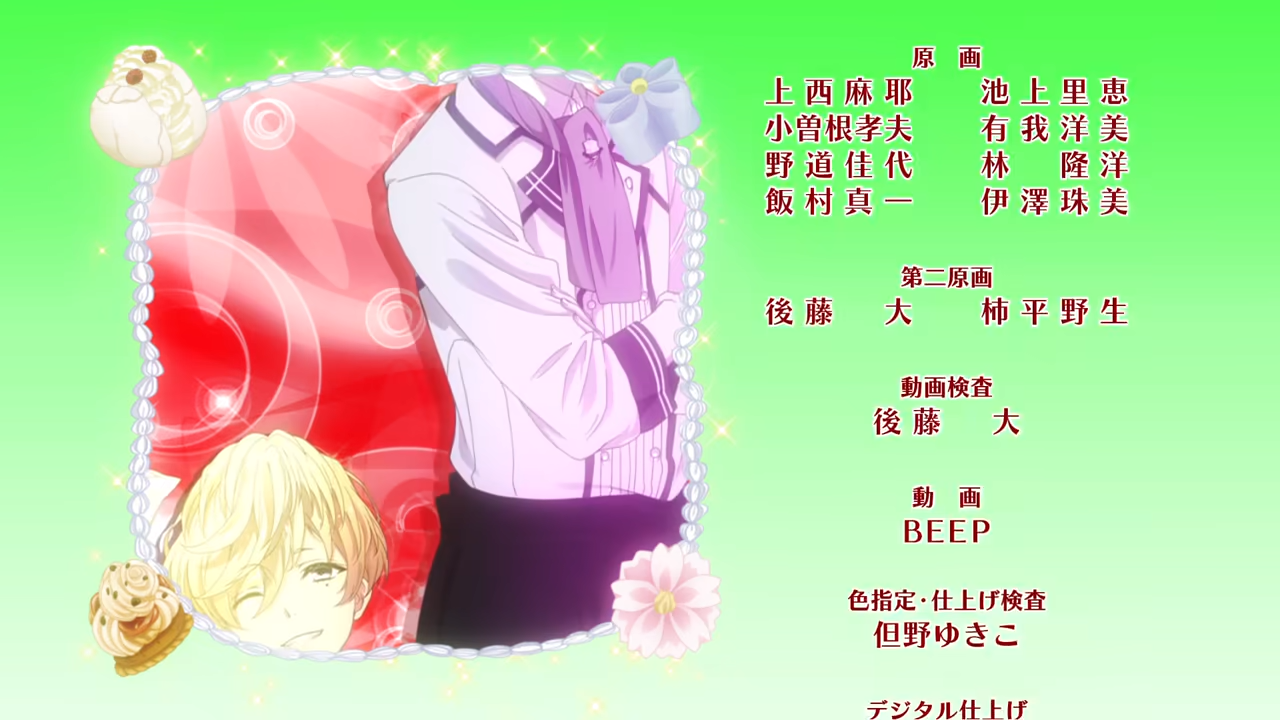 原 画
上西麻耶 池上里恵
小曽根孝夫 有我洋美
野道佳代 林 隆洋
飯村真一 伊澤珠美
第二原画
後藤 大 柿平野生
動画検査
後藤 大
動 画
BEEP
色指定・仕上げ検査
但野ゆきこ
デジタル仕上げ